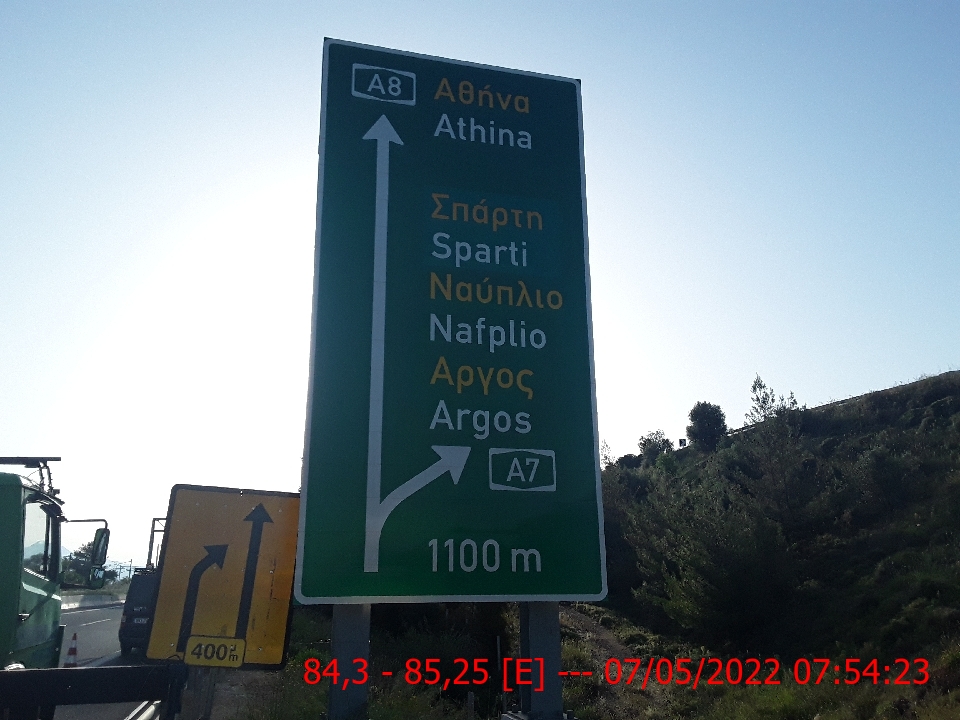 A8 Αθήνα
Athina
Σπάρτη
Sparti
Ναύπλιο
Nafplio
Αργος
Argos
A7
1100 m
400 m
84,3 - 85,25 [E] --- 07/05/2022 07:54:23